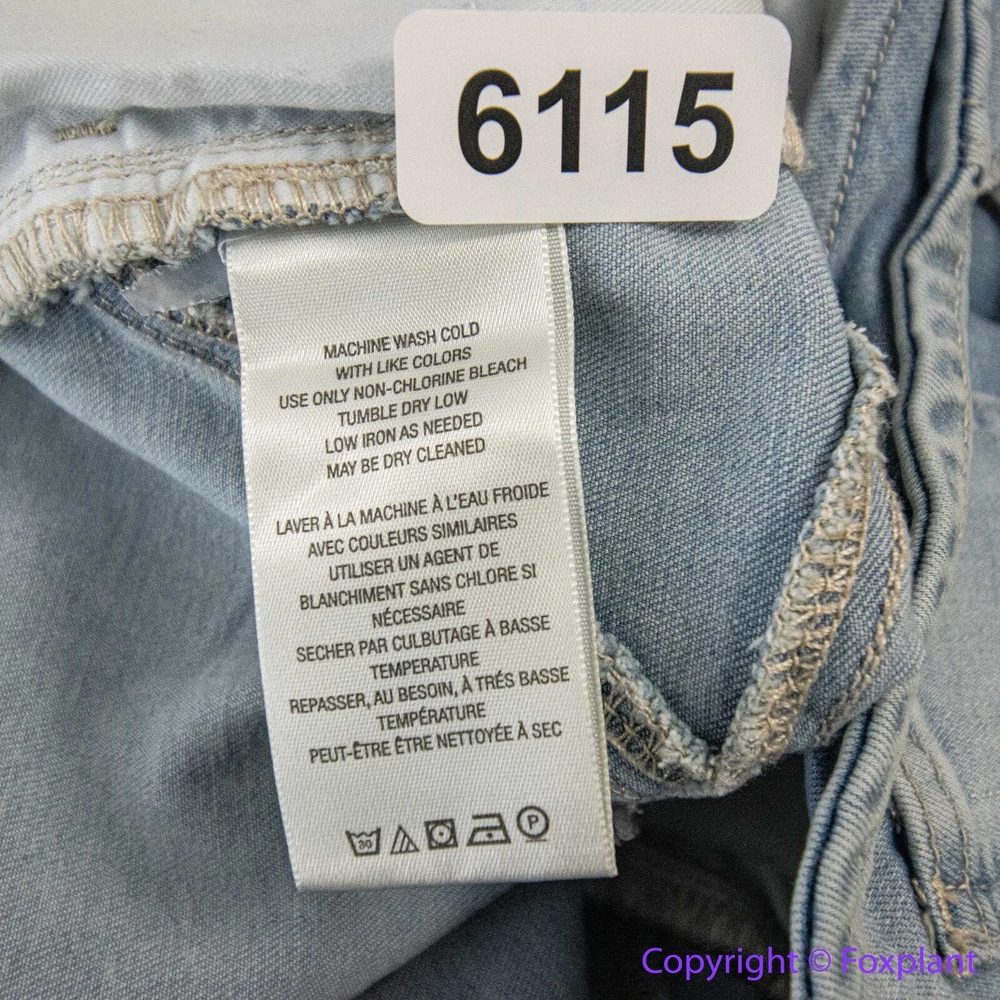 6115
MACHINE WASH COLD
WITH LIKE COLORS
USE ONLY NON-CHLORINE BLEACH
TUMBLE DRY LOW
LOW IRON AS NEEDED
MAY BE DRY CLEANED
LAVER À LA MACHINE À L'EAU FROIDE
AVEC COULEURS SIMILAIRES
UTILISER UN AGENT DE
BLANCHIMENT SANS CHLORE SI
NÉCESSAIRE
SECHER PAR CULBUTAGE À BASSE
TEMPERATURE
REPASSER, AU BESOIN, À TRÉS BASSE
TEMPÉRATURE
PEUT-ÊTRE ÊTRE NETTOYÉE À SEC
30 P
Copyright © Foxplant